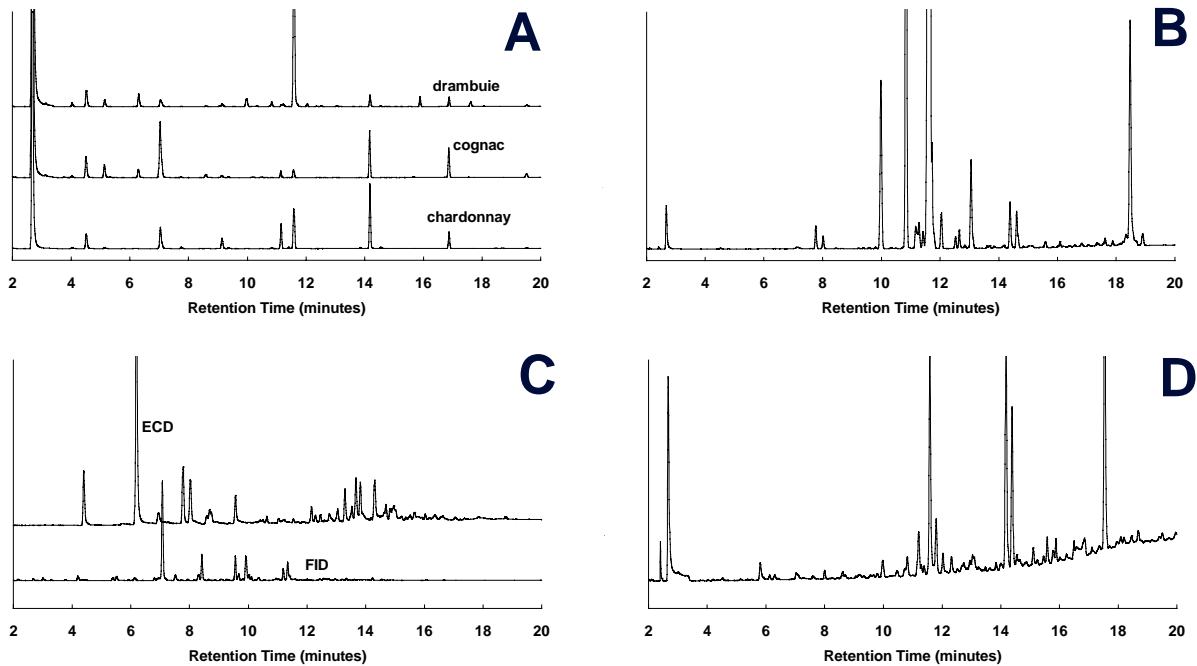 A
drambuie
cognac
chardonnay
2 4 6 8 10 12 14 16 18 20
Retention Time (minutes)
B
2 4 6 8 10 12 14 16 18 20
Retention Time (minutes)
C
ECD
FID
2 4 6 8 10 12 14 16 18 20
Retention Time (minutes)
D
2 4 6 8 10 12 14 16 18 20
Retention Time (minutes)